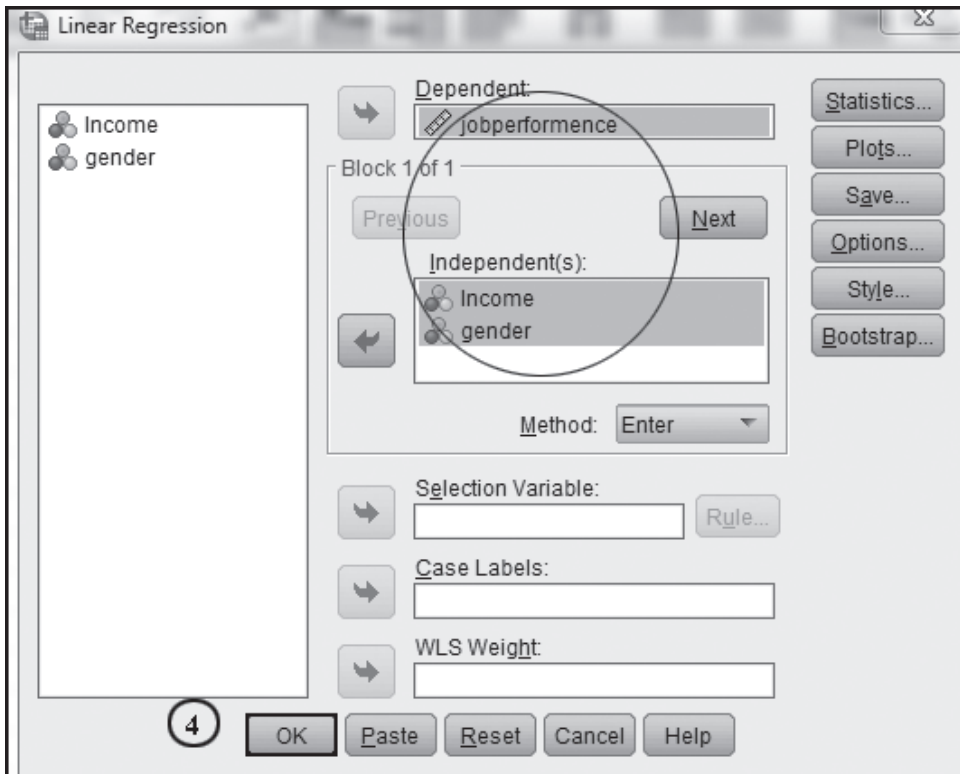 Linear Regression
Income
gender
Dependent:
jobperformence
Block 1 of 1
Previous
Next
Independent(s):
Income
gender
Method: Enter
Selection Variable:
Rule...
Case Labels:
WLS Weight:
Statistics...
Plots...
Save...
Options...
Style...
Bootstrap...
4
OK Paste Reset Cancel Help